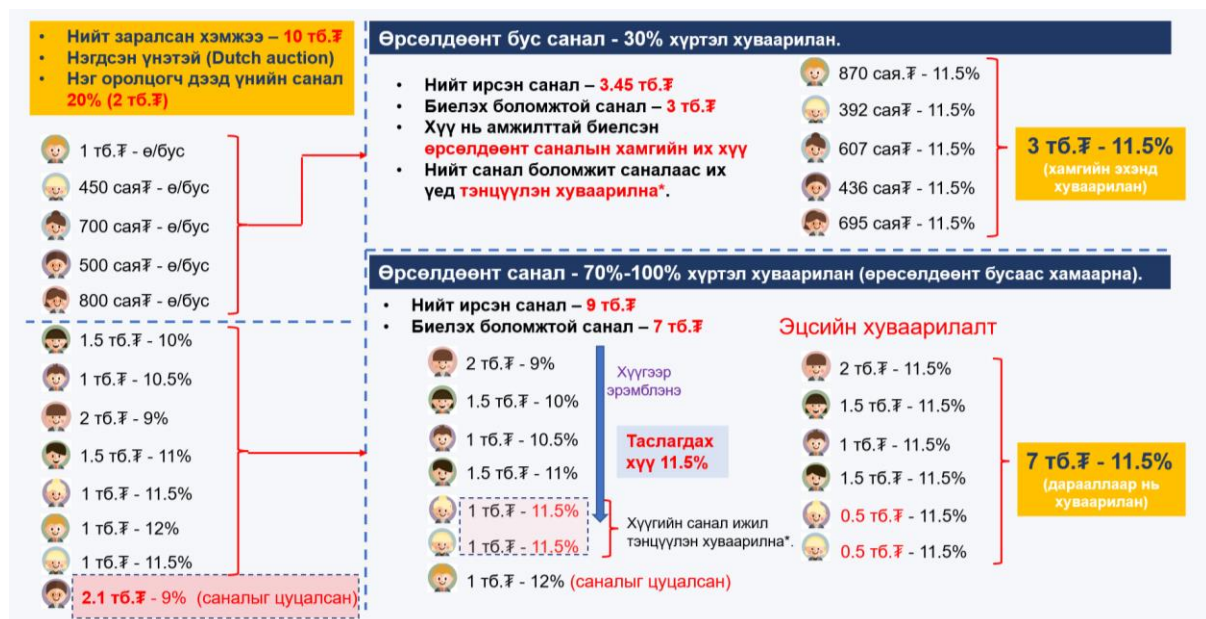 • Нийт заралсан хэмжээ – 10 тб.₮
• Нэгдсэн үнэтэй (Dutch auction)
• Нэг оролцогч дээд үнийн санал
20% (2 тб.₮)
1 тб.₮ - ө/бус
450 сая₮ - ө/бус
700 сая₮ - ө/бус
500 сая₮ - ө/бус
800 сая₮ - ө/бус
1.5 тб.₮ - 10%
1 тб.₮ - 10.5%
2 тб.₮ - 9%
1.5 тб.₮ - 11%
1 тб.₮ - 11.5%
1 тб.₮ - 12%
1 тб.₮ - 11.5%
2.1 тб.₮ - 9% (саналыг цуцалсан)
Өрсөлдөөнт бус санал - 30% хүртэл хуваарилан.
• Нийт ирсэн санал – 3.45 тб.₮
• Биелэх боломжтой санал – 3 тб.₮
• Хүү нь амжилттай биелсэн
өрсөлдөөнт саналын хамгийн их хүү
• Нийт санал боломжит саналаас их
үед тэнцүүлэн хуваарилна*.
870 сая.₮ - 11.5%
392 сая₮ - 11.5%
607 сая₮ - 11.5%
436 сая₮ - 11.5%
695 сая₮ - 11.5%
3 тб.₮ - 11.5%
(хамгийн эхэнд
хуваарилан)
Өрсөлдөөнт санал - 70%-100% хүртэл хуваарилан (өрөсөлдөөнт бусаас хамаарна).
• Нийт ирсэн санал – 9 тб.₮
• Биелэх боломжтой санал – 7 тб.₮
2 тб.₮ - 9%
1.5 тб.₮ - 10%
1 тб.₮ - 10.5%
1.5 тб.₮ - 11%
1 тб.₮ - 11.5%
1 тб.₮ - 11.5%
1 тб.₮ - 12% (саналыг цуцалсан)
Хүүгээр
эрэмблэнэ
Таслагдах
хүү 11.5%
Хүүгийн санал ижил
тэнцүүлэн хуваарилна*.
Эцсийн хуваарилалт
2 тб.₮ - 11.5%
1.5 тб.₮ - 11.5%
1 тб.₮ - 11.5%
1.5 тб.₮ - 11.5%
0.5 тб.₮ - 11.5%
0.5 тб.₮ - 11.5%
7 тб.₮ - 11.5%
(дарааллаар нь
хуваарилан)